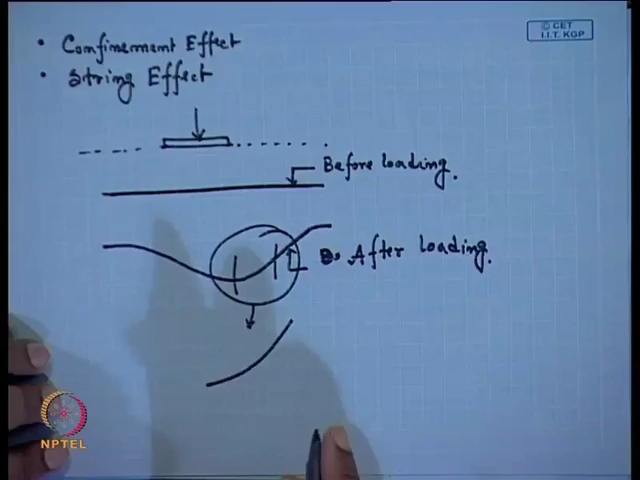 © CET
I.I.T. KGP
• Confinement Effect
• String Effect
Before loading.
After loading.
NPTEL